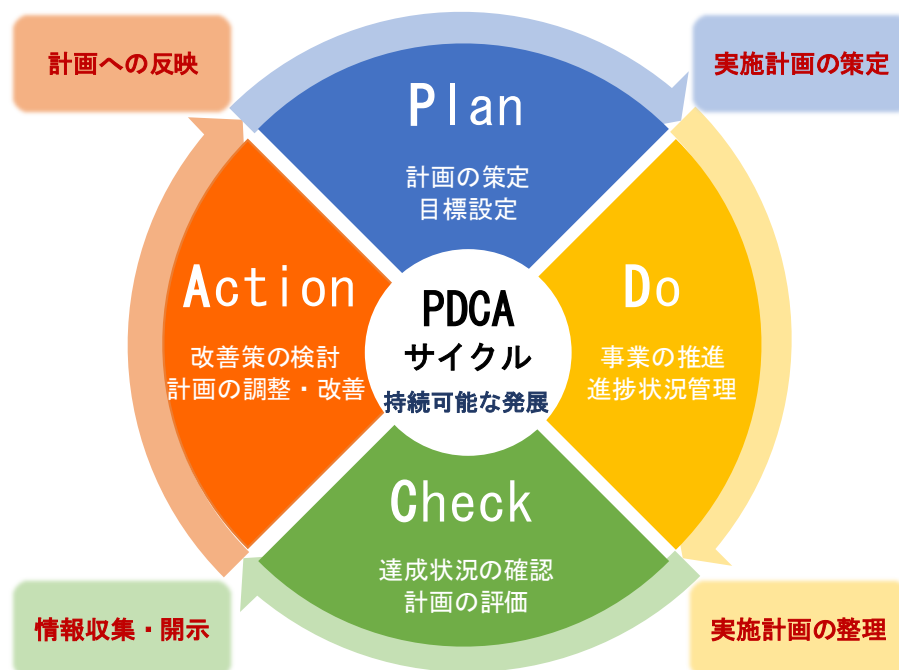 計画への反映
実施計画の策定
Plan
計画の策定
目標設定
Action
改善策の検討
計画の調整・改善
PDCA
サイクル
持続可能な発展
Do
事業の推進
進捗状況管理
Check
達成状況の確認
計画の評価
情報収集・開示
実施計画の整理